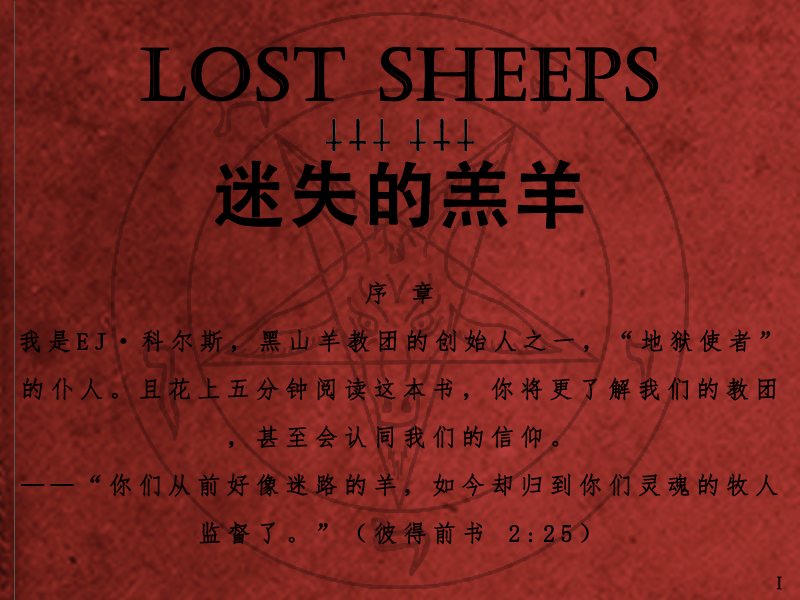 LOST SHEEPS
迷失的羔羊
序 章
我是EJ·科尔斯，黑山羊教团的创始人之一，“地狱使者”
的仆人。且花上五分钟阅读这本书，你将更了解我们的教团
，甚至会认同我们的信仰。
——“你们从前好像迷路的羊，如今却归到你们灵魂的牧人
监督了。”（彼得前书 2:25）
I